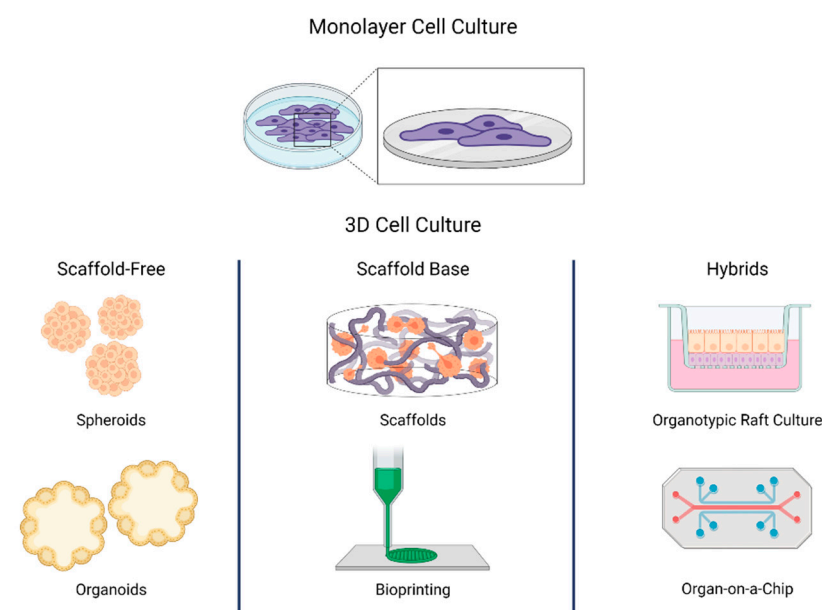 Monolayer Cell Culture
3D Cell Culture
Scaffold-Free
Scaffold Base
Hybrids
Spheroids
Scaffolds
Organotypic Raft Culture
Organoids
Bioprinting
Organ-on-a-Chip